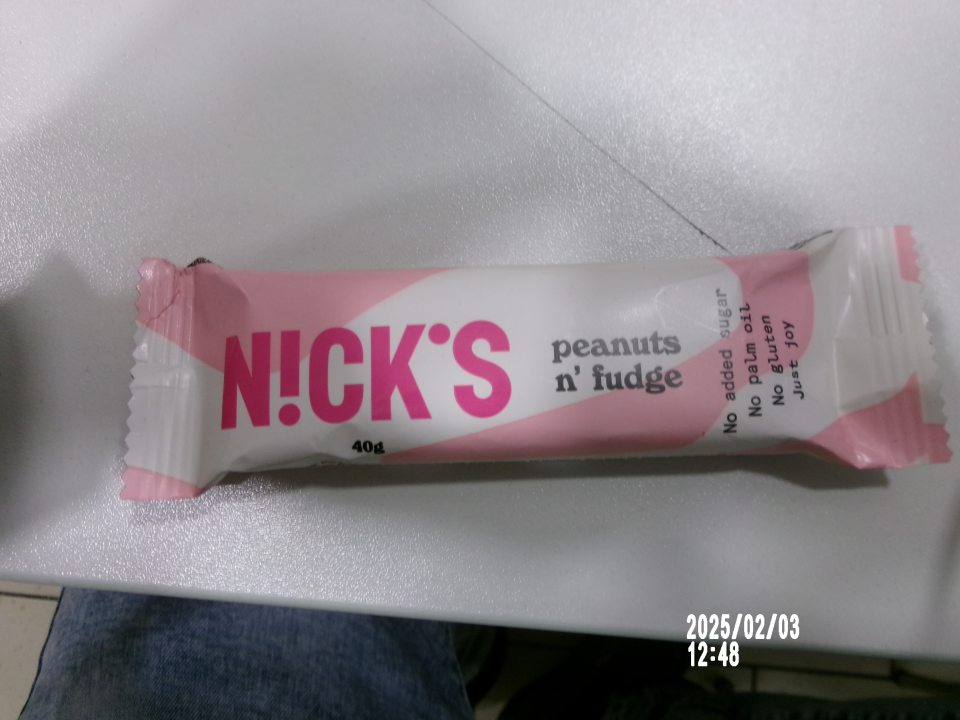 N!CK'S
peanuts
n' fudge
40g
No added sugar
No palm oil
No gluten
Just joy
2025/02/03
12:48